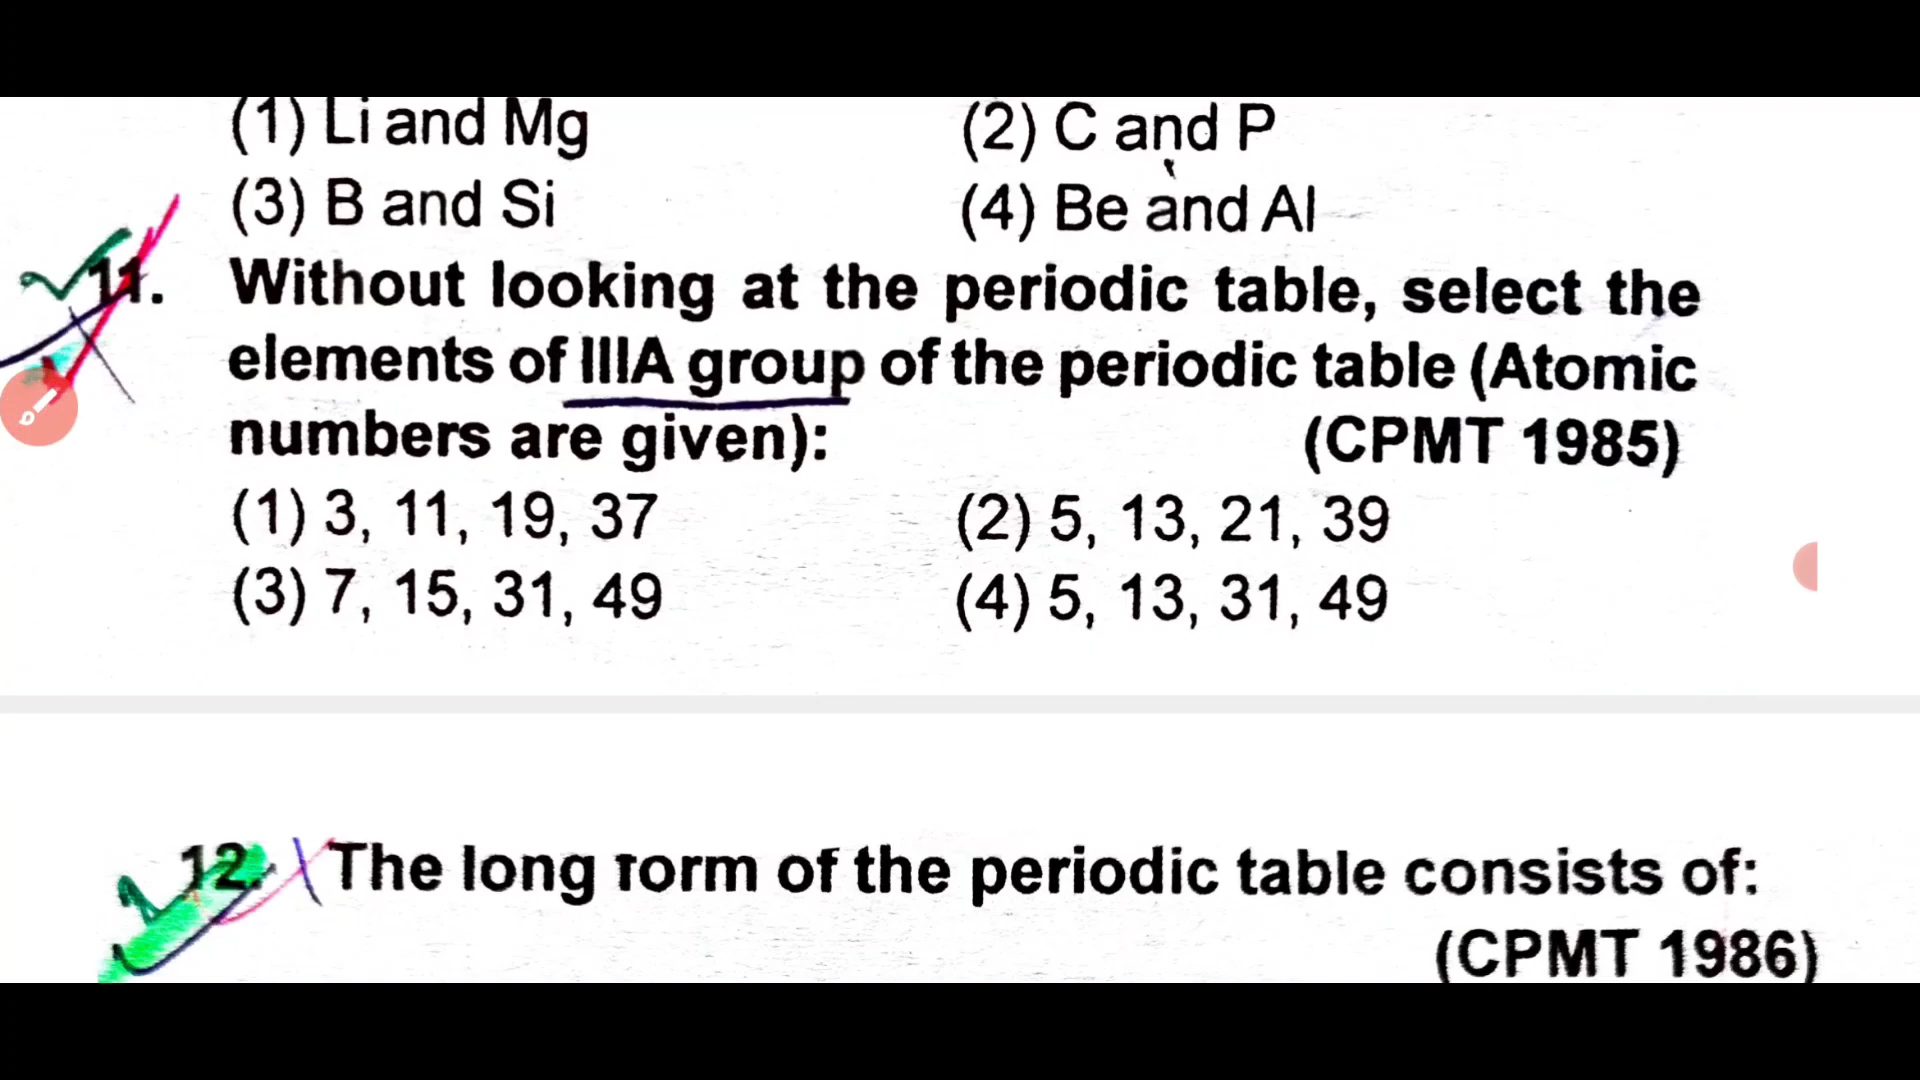 (1) Li and Mg (2) C and P
(3) B and Si (4) Be and Al
11. Without looking at the periodic table, select the
elements of IIIA group of the periodic table (Atomic
numbers are given): (CPMT 1985)
(1) 3, 11, 19, 37 (2) 5, 13, 21, 39
(3) 7, 15, 31, 49 (4) 5, 13, 31, 49
12. The long form of the periodic table consists of:
(CPMT 1986)